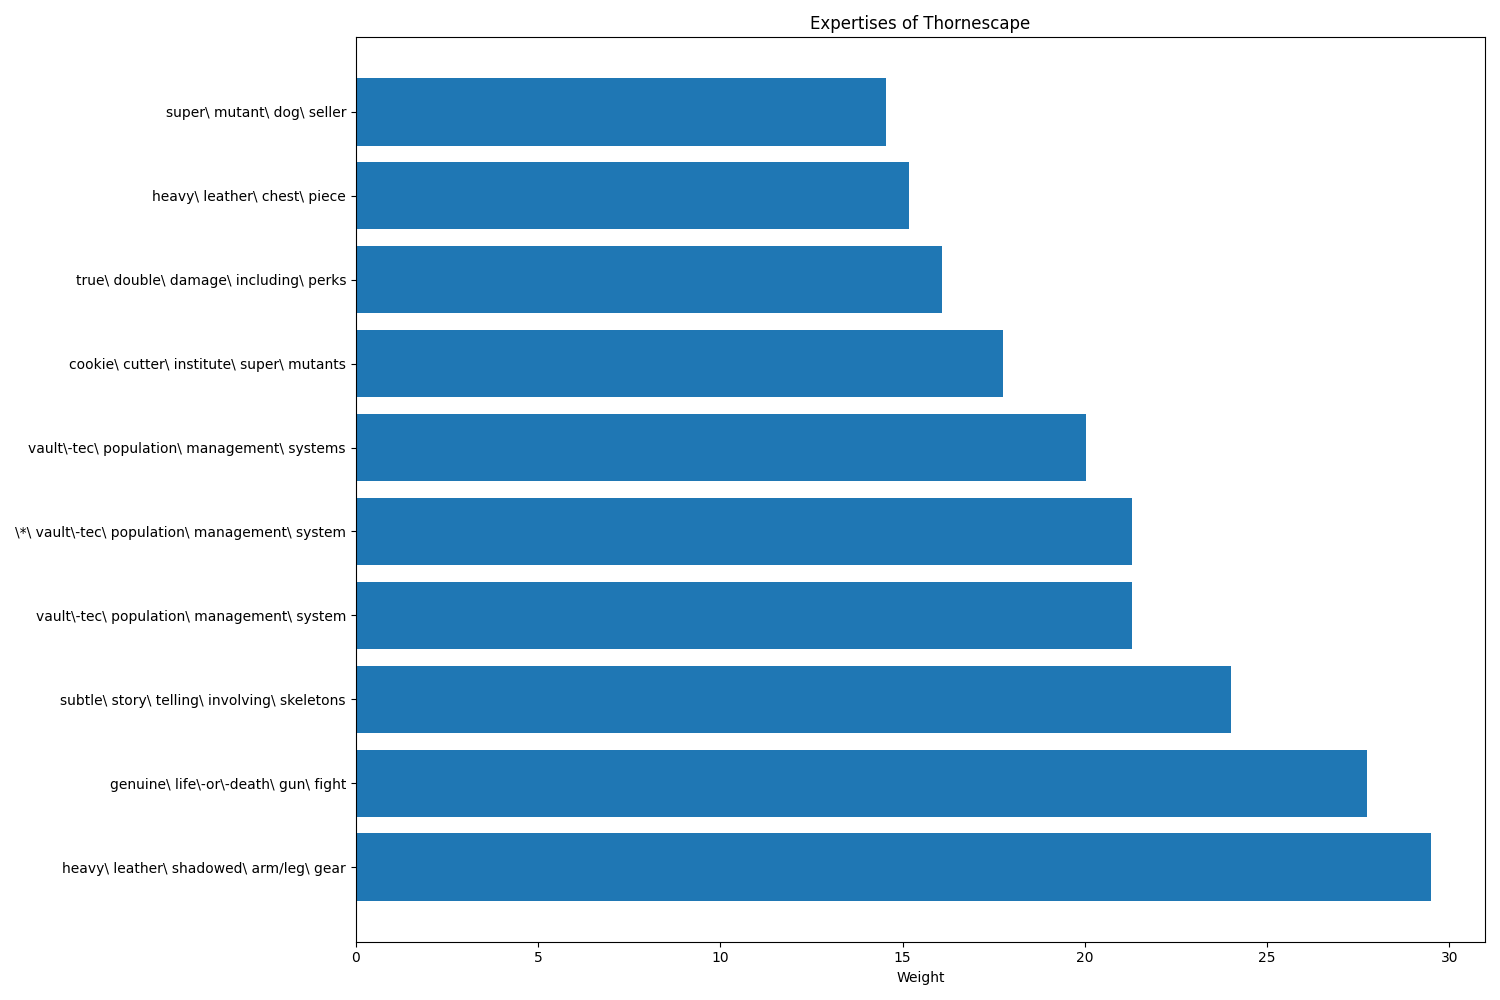 Expertises of Thornescape
super\ mutant\ dog\ seller
heavy\ leather\ chest\ piece
true\ double\ damage\ including\ perks
cookie\ cutter\ institute\ super\ mutants
vault\-tec\ population\ management\ systems
\*\ vault\-tec\ population\ management\ system
vault\-tec\ population\ management\ system
subtle\ story\ telling\ involving\ skeletons
genuine\ life\-or\-death\ gun\ fight
heavy\ leather\ shadowed\ arm/leg\ gear
0 5 10 15 20 25 30
Weight